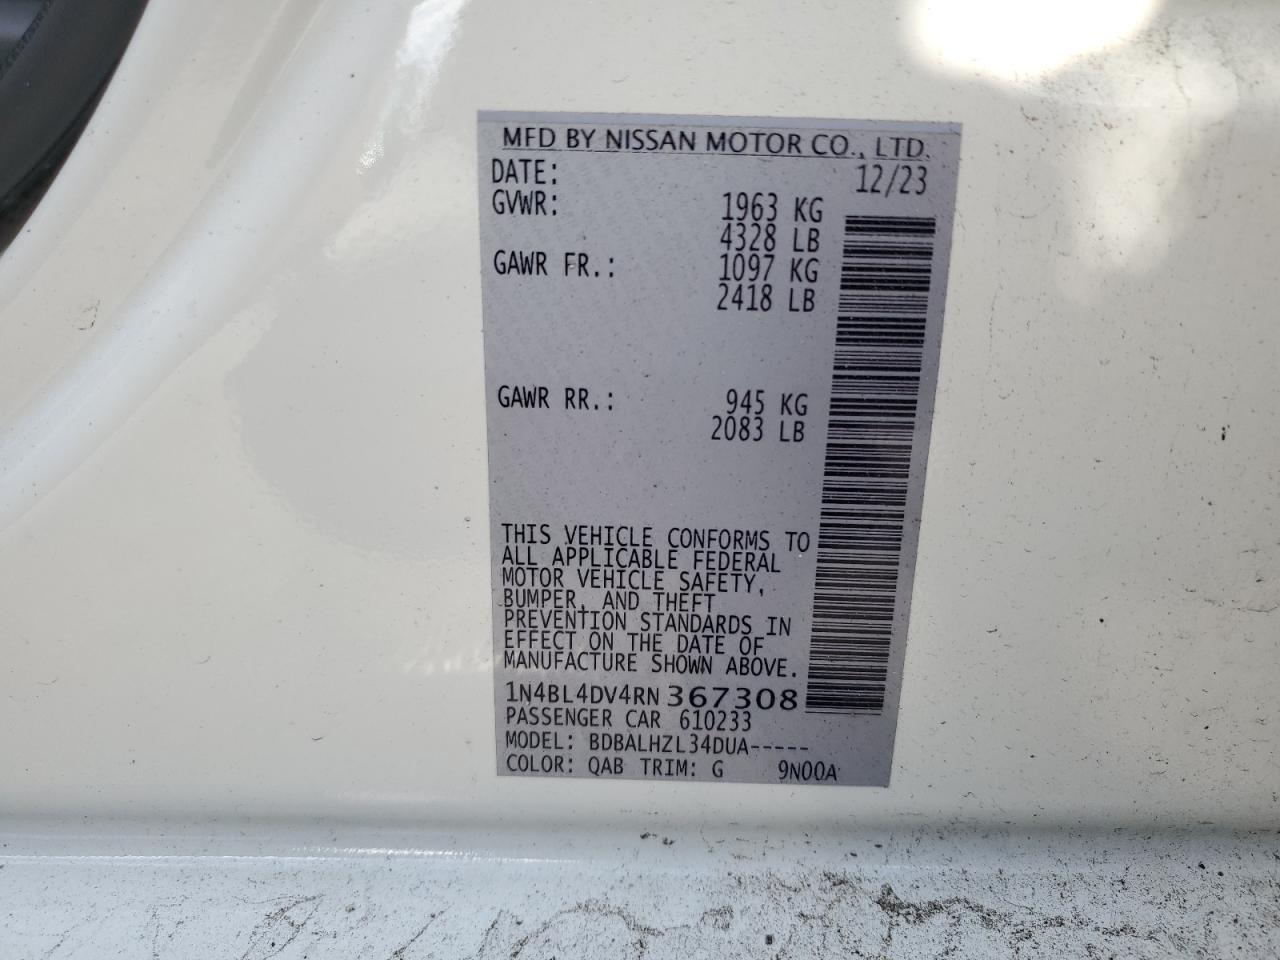 MFD BY NISSAN MOTOR CO., LTD.
DATE: 12/23
GVWR: 1963 KG
4328 LB
GAWR FR.: 1097 KG
2418 LB
GAWR RR.: 945 KG
2083 LB
THIS VEHICLE CONFORMS TO
ALL APPLICABLE FEDERAL
MOTOR VEHICLE SAFETY,
BUMPER, AND THEFT
PREVENTION STANDARDS IN
EFFECT ON THE DATE OF
MANUFACTURE SHOWN ABOVE.
1N4BL4DV4RN367308
PASSENGER CAR 610233
MODEL: BDBALHZL34DUA-----
COLOR: QAB TRIM: G 9N00A